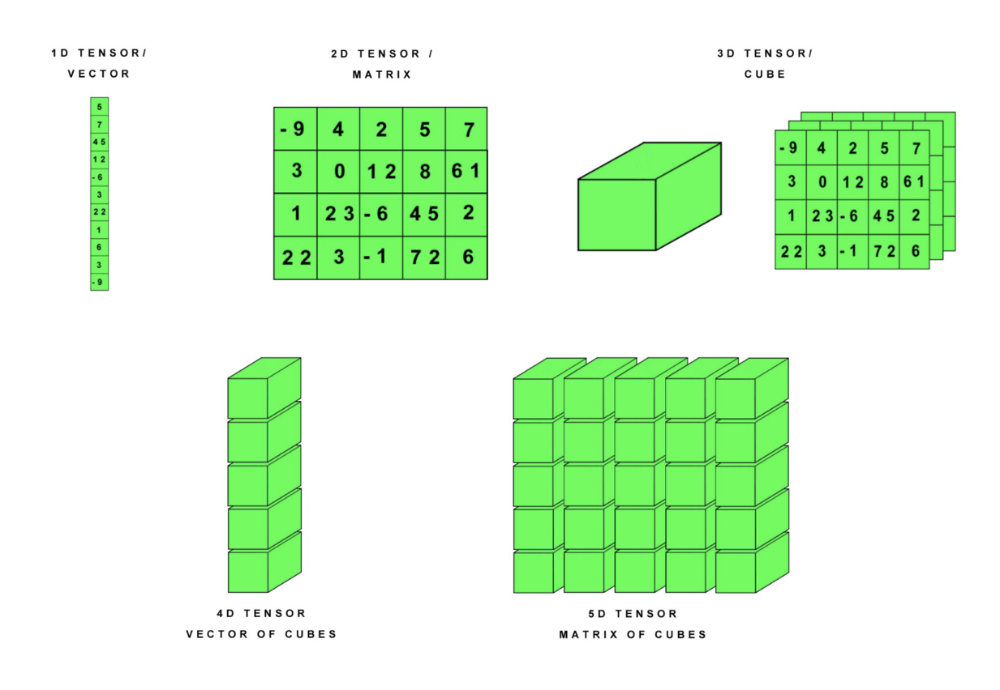 1D TENSOR/
VECTOR
5
7
45
12
-6
3
22
1
6
3
-9
2D TENSOR /
MATRIX
-9 4 2 5 7
3 0 12 8 61
1 23 -6 45 2
22 3 -1 72 6
3D TENSOR/
CUBE
-9 4 2 5 7
3 0 12 8 61
1 23 -6 45 2
22 3 -1 72 6
4D TENSOR
VECTOR OF CUBES
5D TENSOR
MATRIX OF CUBES